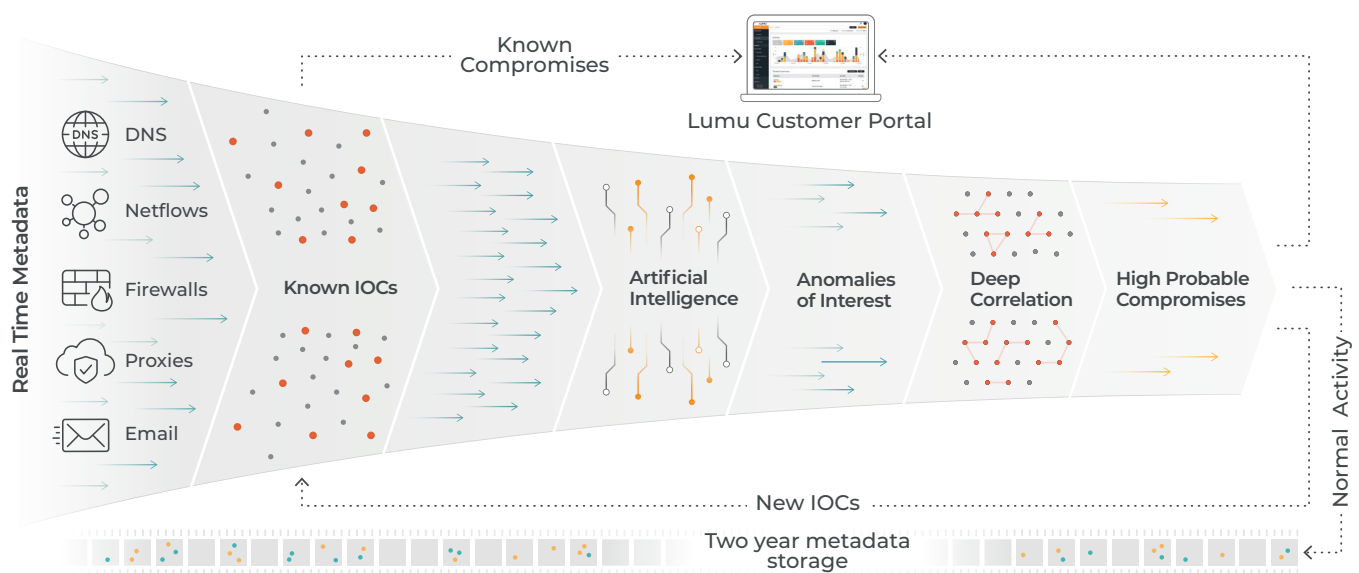 Known
Compromises
LUMU
Lumu Customer Portal
Real Time Metadata
DNS
DNS
Netflows
Firewalls
Proxies
Email
Known IOCs
Artificial
Intelligence
Anomalies
of Interest
Deep
Correlation
High Probable
Compromises
Normal Activity
New IOCs
Two year metadata
storage